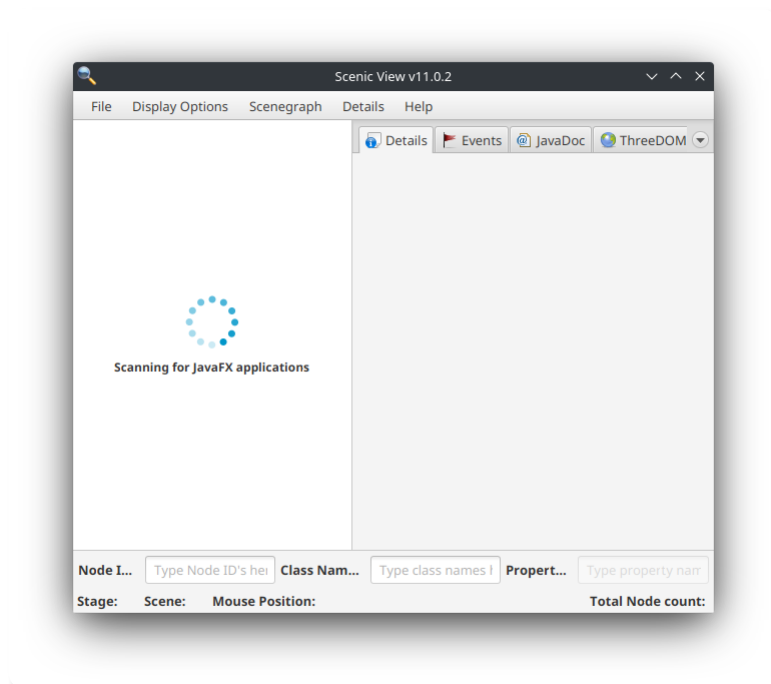 Scenic View v11.0.2
File Display Options Scenegraph Details Help
Details Events @ JavaDoc ThreeDOM
Scanning for JavaFX applications
Node I... Type Node ID's her Class Nam... Type class names h Propert... Type property nam
Stage: Scene: Mouse Position: Total Node count: